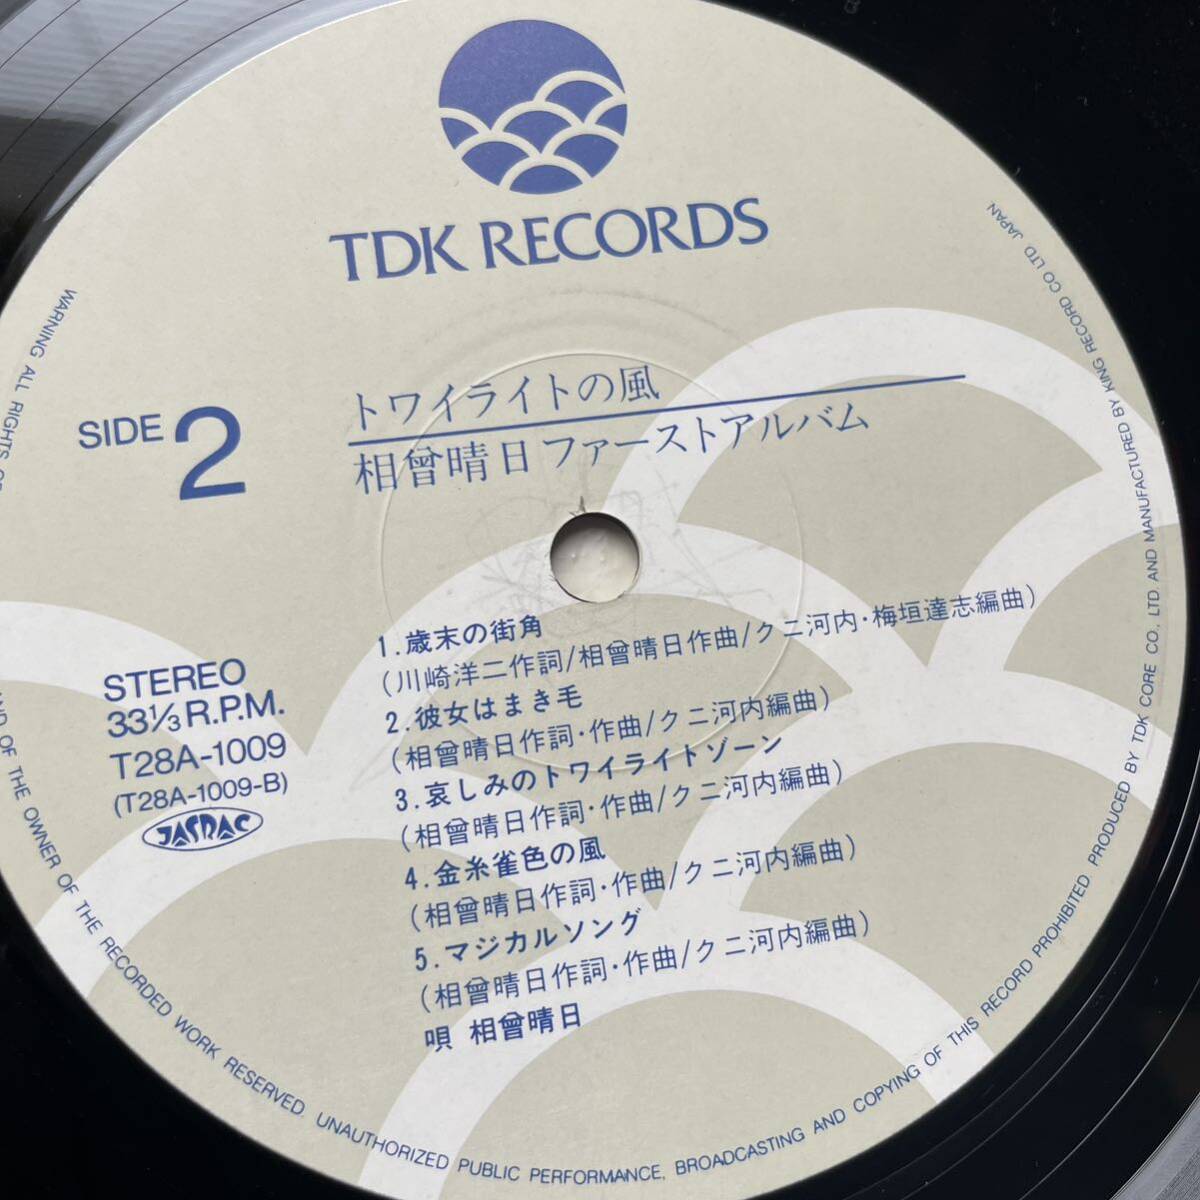 TDK RECORDS
SIDE 2
トワイライトの風
相曾晴日ファーストアルバム
STEREO
33⅓ R.P.M.
T28A-1009
(T28A-1009-B)
JASRAC
1.歳末の街角
(川崎洋二作詞/相曾晴日作曲/クニ河内・梅垣達志編曲)
2.彼女はまき毛
(相曾晴日作詞・作曲/クニ河内編曲)
3.哀しみのトワイライトゾーン
(相曾晴日作詞・作曲/クニ河内編曲)
4.金糸雀色の風
(相曾晴日作詞・作曲/クニ河内編曲)
5.マジカルソング
(相曾晴日作詞・作曲/クニ河内編曲)
唄 相曾晴日
WARNING ALL RIGHTS
AND OF THE OWNER OF THE RECORDED WORK RESERVED. UNAUTHORIZED PUBLIC PERFORMANCE, BROADCASTING AND COPYING OF THIS RECORD PROHIBITED. PRODUCED BY TDK CORE CO., LTD AND MANUFACTURED BY KING RECORD CO LTD JAPAN.